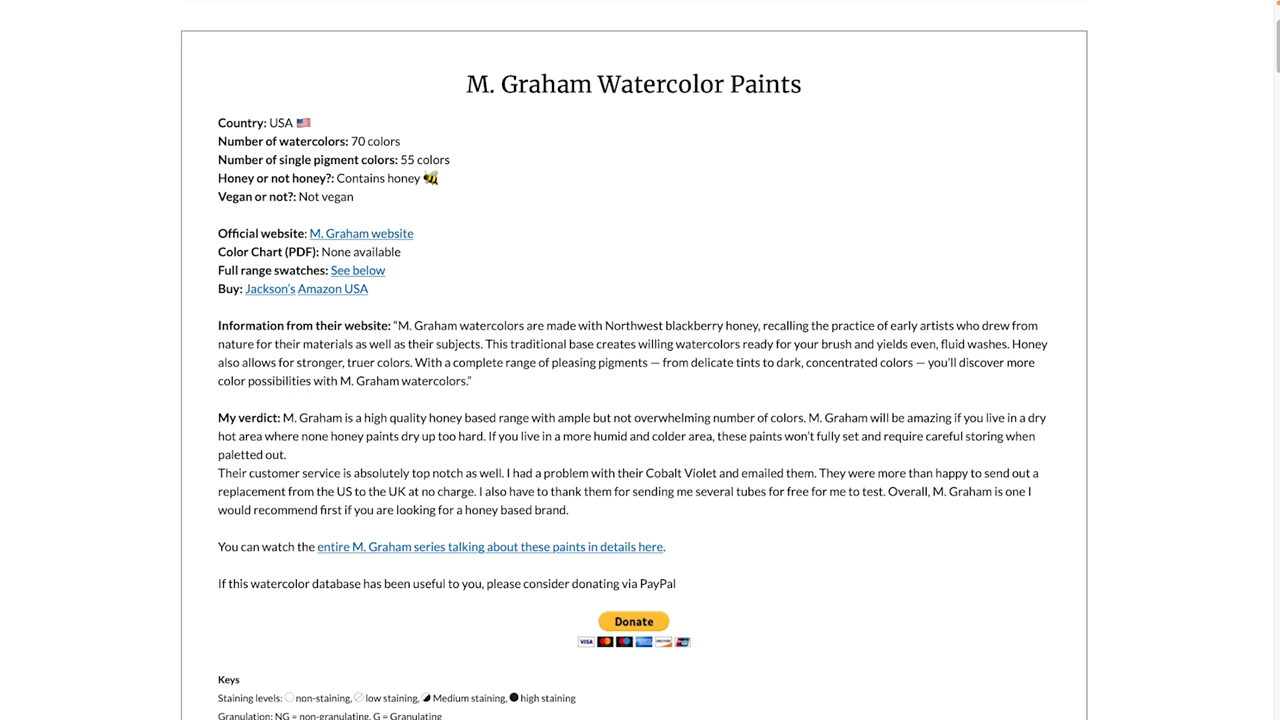 M. Graham Watercolor Paints
Country: USA 🇺🇸
Number of watercolors: 70 colors
Number of single pigment colors: 55 colors
Honey or not honey?: Contains honey 🐝
Vegan or not?: Not vegan
Official website: M. Graham website
Color Chart (PDF): None available
Full range swatches: See below
Buy: Jackson's Amazon USA
Information from their website: “M. Graham watercolors are made with Northwest blackberry honey, recalling the practice of early artists who drew from
nature for their materials as well as their subjects. This traditional base creates willing watercolors ready for your brush and yields even, fluid washes. Honey
also allows for stronger, truer colors. With a complete range of pleasing pigments — from delicate tints to dark, concentrated colors — you’ll discover more
color possibilities with M. Graham watercolors.”
My verdict: M. Graham is a high quality honey based range with ample but not overwhelming number of colors. M. Graham will be amazing if you live in a dry
hot area where none honey paints dry up too hard. If you live in a more humid and colder area, these paints won’t fully set and require careful storing when
paletted out.
Their customer service is absolutely top notch as well. I had a problem with their Cobalt Violet and emailed them. They were more than happy to send out a
replacement from the US to the UK at no charge. I also have to thank them for sending me several tubes for free for me to test. Overall, M. Graham is one I
would recommend first if you are looking for a honey based brand.
You can watch the entire M. Graham series talking about these paints in details here.
If this watercolor database has been useful to you, please consider donating via PayPal
Donate
VISA
Keys
Staining levels: non-staining, low staining, Medium staining, high staining
Granulation: NG = non-granulating, G = Granulating